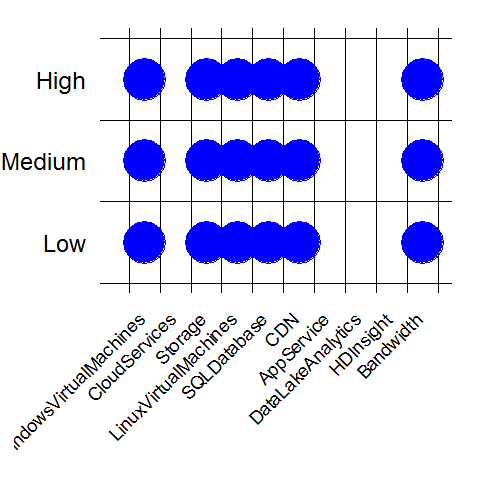 High
Medium
Low
ndowsVirtualMachines
CloudServices
Storage
LinuxVirtualMachines
SQLDatabase
CDN
AppService
DataLakeAnalytics
HDInsight
Bandwidth